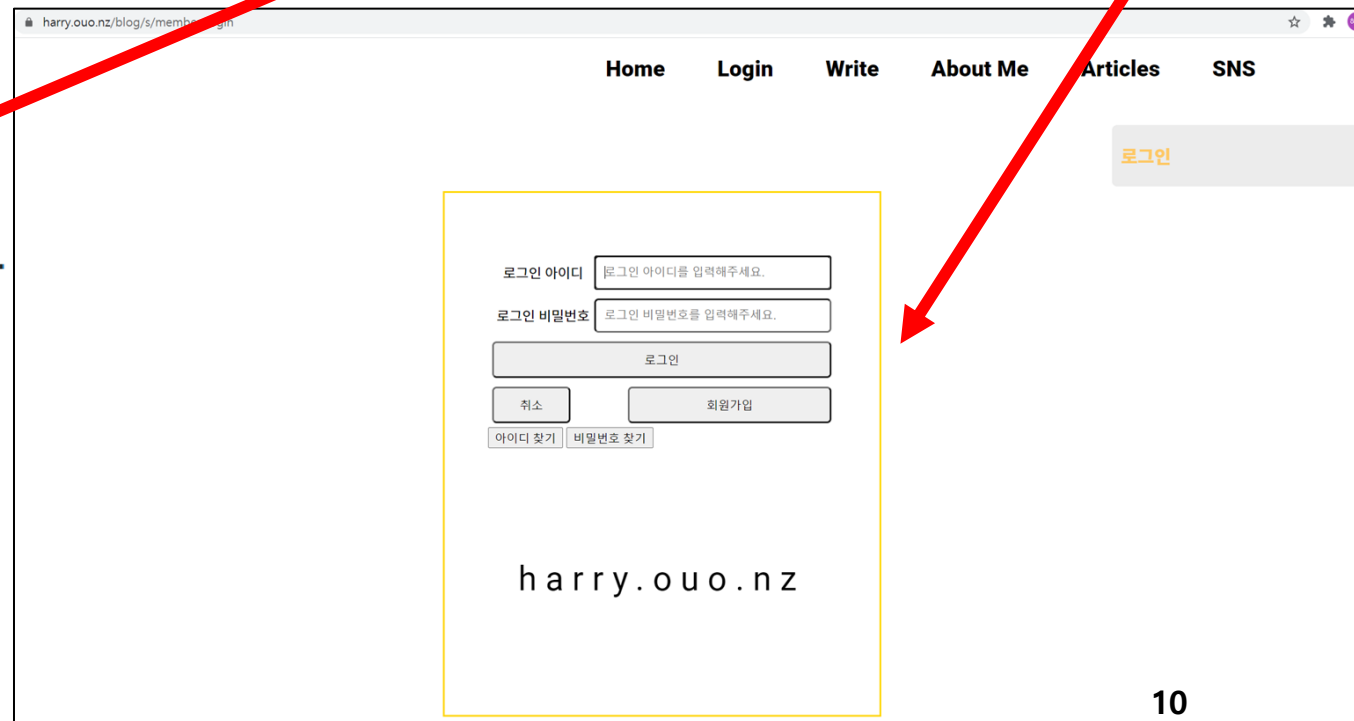 harry.ouo.nz/blog/s/member
Home Login Write About Me Articles SNS
로그인
로그인 아이디 로그인 아이디를 입력해주세요.
로그인 비밀번호 로그인 비밀번호를 입력해주세요.
로그인
취소 회원가입
아이디 찾기 비밀번호 찾기
harry.ouo.nz
10